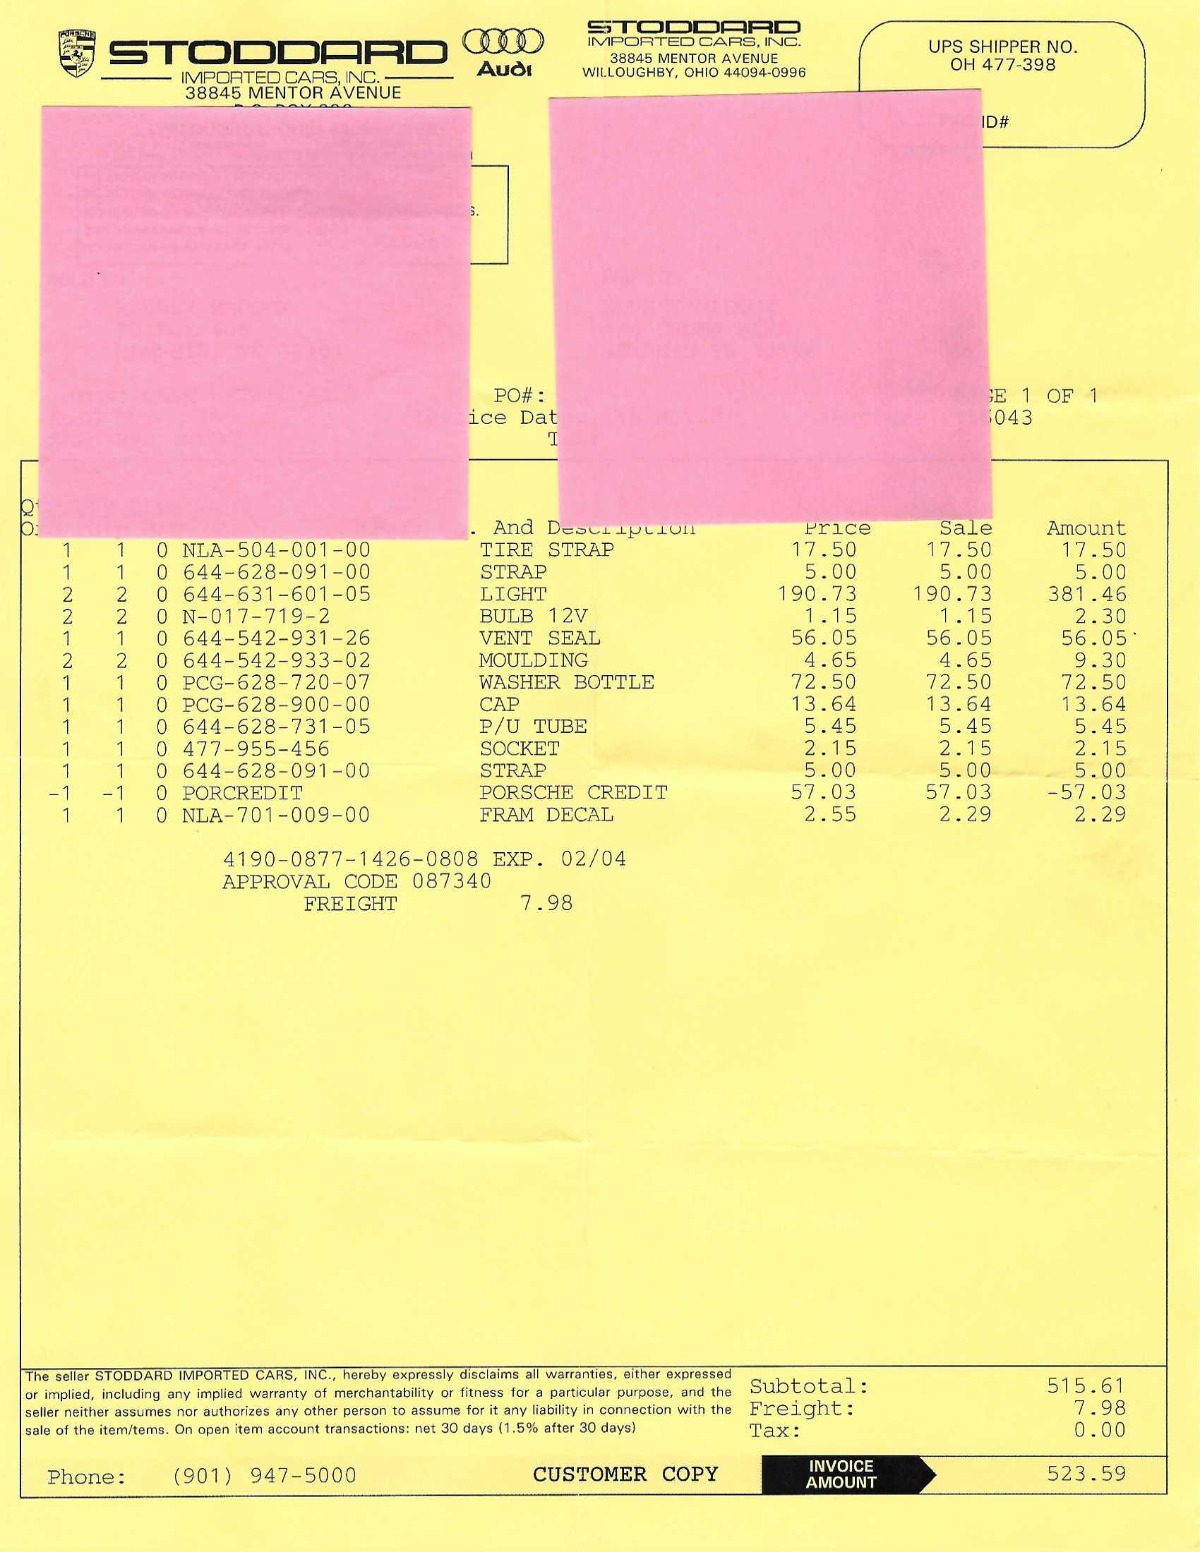 STODDARD
IMPORTED CARS, INC.
38845 MENTOR AVENUE
Audi
STODDARD
IMPORTED CARS, INC.
38845 MENTOR AVENUE
WILLOUGHBY, OHIO 44094-0996
UPS SHIPPER NO.
OH 477-398
ID#
PO#:
GE 1 OF 1
ice Dat
5043
. And Description Price Sale Amount
1 1 0 NLA-504-001-00 TIRE STRAP 17.50 17.50 17.50
1 1 0 644-628-091-00 STRAP 5.00 5.00 5.00
2 2 0 644-631-601-05 LIGHT 190.73 190.73 381.46
2 2 0 N-017-719-2 BULB 12V 1.15 1.15 2.30
1 1 0 644-542-931-26 VENT SEAL 56.05 56.05 56.05
2 2 0 644-542-933-02 MOULDING 4.65 4.65 9.30
1 1 0 PCG-628-720-07 WASHER BOTTLE 72.50 72.50 72.50
1 1 0 PCG-628-900-00 CAP 13.64 13.64 13.64
1 1 0 644-628-731-05 P/U TUBE 5.45 5.45 5.45
1 1 0 477-955-456 SOCKET 2.15 2.15 2.15
1 1 0 644-628-091-00 STRAP 5.00 5.00 5.00
-1 -1 0 PORCREDIT PORSCHE CREDIT 57.03 57.03 -57.03
1 1 0 NLA-701-009-00 FRAM DECAL 2.55 2.29 2.29
4190-0877-1426-0808 EXP. 02/04
APPROVAL CODE 087340
FREIGHT 7.98
The seller STODDARD IMPORTED CARS, INC., hereby expressly disclaims all warranties, either expressed
or implied, including any implied warranty of merchantability or fitness for a particular purpose, and the
seller neither assumes nor authorizes any other person to assume for it any liability in connection with the
sale of the item/tems. On open item account transactions: net 30 days (1.5% after 30 days)
Subtotal: 515.61
Freight: 7.98
Tax: 0.00
Phone: (901) 947-5000 CUSTOMER COPY INVOICE AMOUNT 523.59